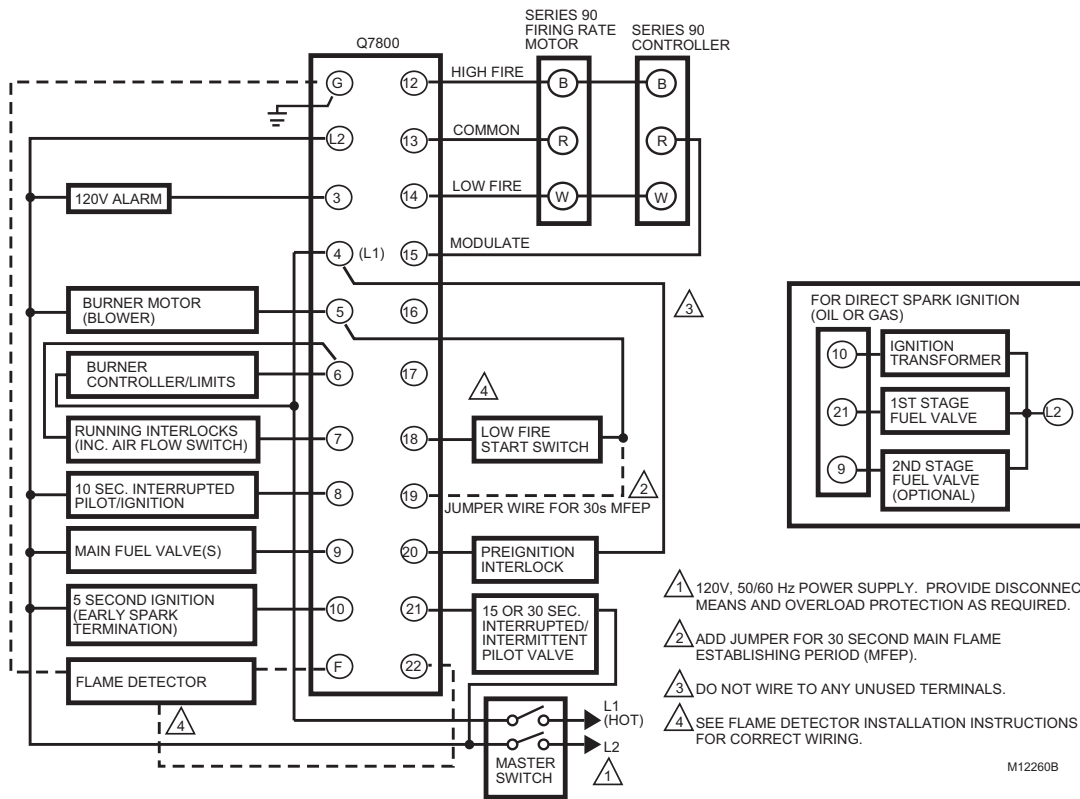 Q7800
SERIES 90
FIRING RATE
MOTOR
SERIES 90
CONTROLLER
G
L2
3
4
(L1)
5
6
7
8
9
10
F
12
13
14
15
16
17
18
19
20
21
22
HIGH FIRE
COMMON
LOW FIRE
MODULATE
B
R
W
B
R
W
120V ALARM
BURNER MOTOR
(BLOWER)
BURNER
CONTROLLER/LIMITS
RUNNING INTERLOCKS
(INC. AIR FLOW SWITCH)
10 SEC. INTERRUPTED
PILOT/IGNITION
MAIN FUEL VALVE(S)
5 SECOND IGNITION
(EARLY SPARK
TERMINATION)
FLAME DETECTOR
4
3
4
LOW FIRE
START SWITCH
2
JUMPER WIRE FOR 30s MFEP
PREIGNITION
INTERLOCK
15 OR 30 SEC.
INTERRUPTED/
INTERMITTENT
PILOT VALVE
L1
(HOT)
L2
MASTER
SWITCH
1
FOR DIRECT SPARK IGNITION
(OIL OR GAS)
10
IGNITION
TRANSFORMER
21
1ST STAGE
FUEL VALVE
L2
9
2ND STAGE
FUEL VALVE
(OPTIONAL)
1 120V, 50/60 Hz POWER SUPPLY. PROVIDE DISCONNEC
MEANS AND OVERLOAD PROTECTION AS REQUIRED.
2 ADD JUMPER FOR 30 SECOND MAIN FLAME
ESTABLISHING PERIOD (MFEP).
3 DO NOT WIRE TO ANY UNUSED TERMINALS.
4 SEE FLAME DETECTOR INSTALLATION INSTRUCTIONS
FOR CORRECT WIRING.
M12260B